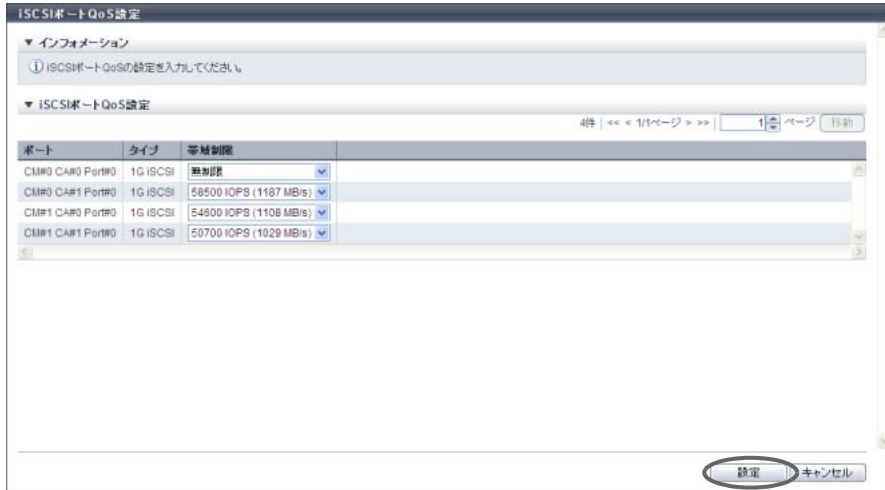 iSCSIポートQoS設定
▼ インフォメーション
iSCSIポートQoSの設定を入力してください。
▼ iSCSIポートQoS設定
4件 | << < 1/1ページ > >> | 1 ページ 移動
ポート タイプ 帯域制限
CM#0 CA#0 Port#0 1G iSCSI 無制限
CM#0 CA#1 Port#0 1G iSCSI 58500 IOPS (1187 MB/s)
CM#1 CA#0 Port#0 1G iSCSI 54600 IOPS (1108 MB/s)
CM#1 CA#1 Port#0 1G iSCSI 50700 IOPS (1029 MB/s)
設定 キャンセル